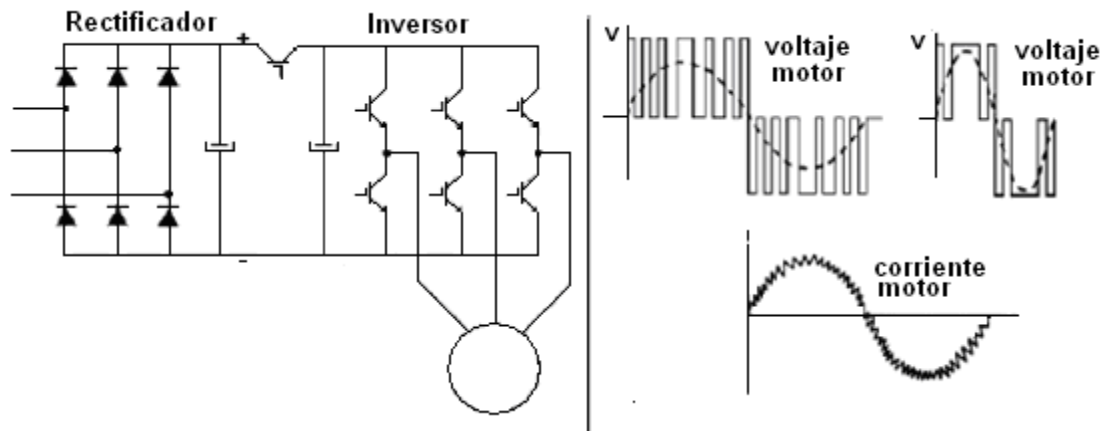 Rectificador
Inversor
+
-
V
voltaje
motor
V
voltaje
motor
I
corriente
motor